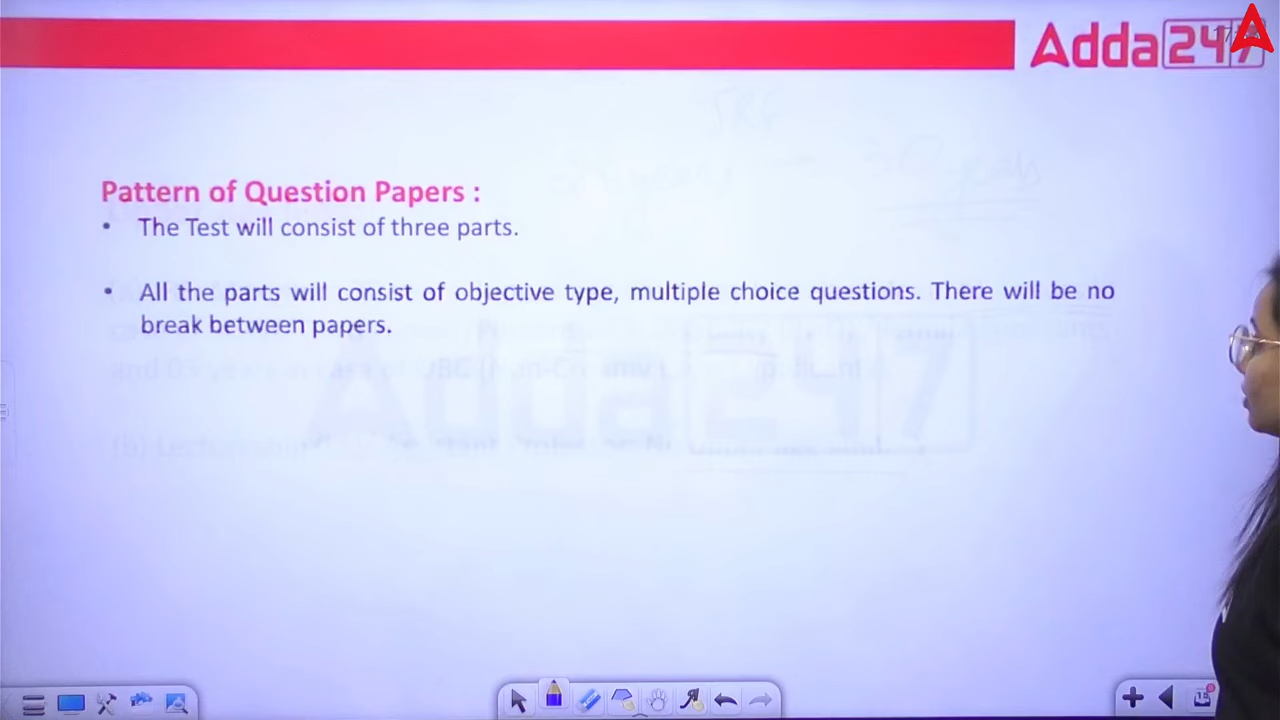 Adda247
Pattern of Question Papers :
• The Test will consist of three parts.
• All the parts will consist of objective type, multiple choice questions. There will be no
break between papers.
Adda247